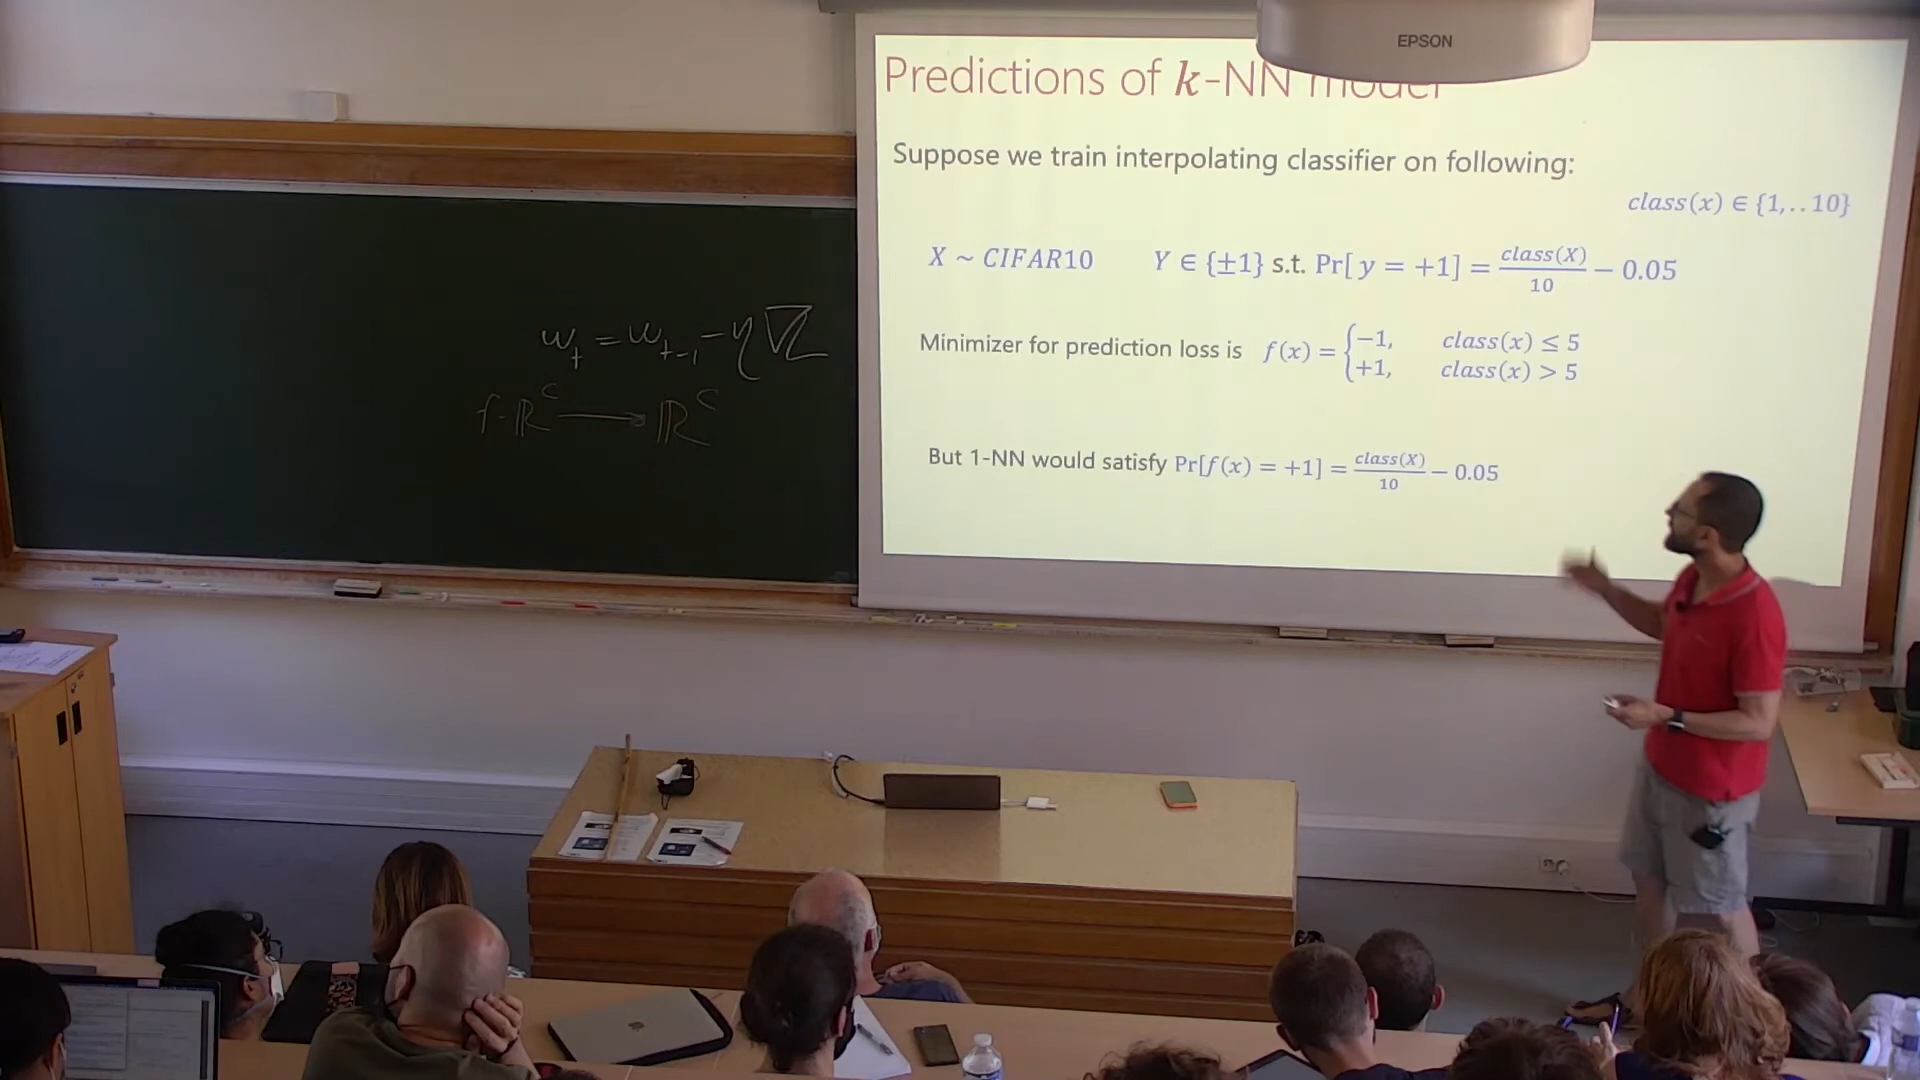 EPSON
Predictions of k-NN model
Suppose we train interpolating classifier on following:
class(x) ∈ {1,..10}
X ~ CIFAR10 Y ∈ {±1} s.t. Pr[ y = +1] = class(X)/10 − 0.05
Minimizer for prediction loss is f(x) = { −1, class(x) ≤ 5
+1, class(x) > 5
But 1-NN would satisfy Pr[f(x) = +1] = class(X)/10 − 0.05
w_t = w_{t-1} − η∇L
f: ℝ^C ⟶ ℝ^C